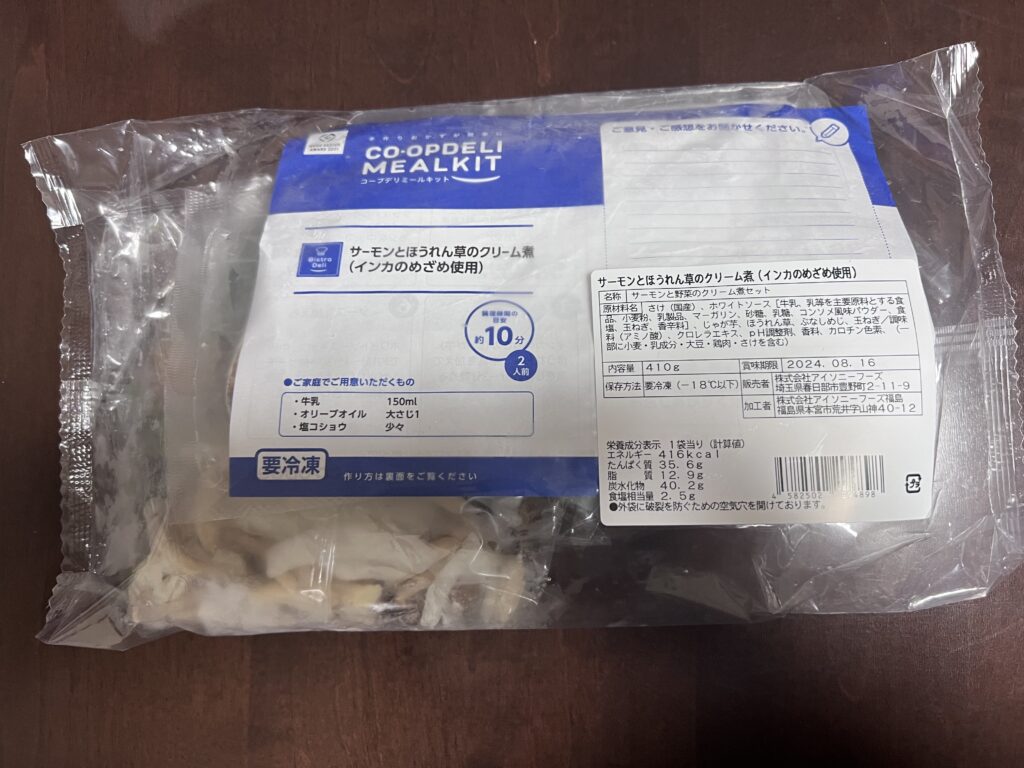 手作りおかずが簡単に
CO-OPDELI
MEALKIT
コープデリミールキット
ご意見・ご感想をお聞かせください。
Bistro
Deli
サーモンとほうれん草のクリーム煮
(インカのめざめ使用)
調理時間の
目安
約10分
2
人前
●ご家庭でご用意いただくもの
・牛乳 150ml
・オリーブオイル 大さじ1
・塩コショウ 少々
要冷凍
作り方は裏面をご覧ください
サーモンとほうれん草のクリーム煮(インカのめざめ使用)
名称 サーモンと野菜のクリーム煮セット
原材料名 さけ(国産)、ホワイトソース[牛乳、乳等を主要原料とする食
品、小麦粉、乳製品、マーガリン、砂糖、乳糖、コンソメ風味パウダー、食
塩、玉ねぎ、香辛料]、じゃが芋、ほうれん草、ぶなしめじ、玉ねぎ/調味
料(アミノ酸)、クロレラエキス、pH調整剤、香料、カロチン色素、(一
部に小麦・乳成分・大豆・鶏肉・さけを含む)
内容量 410g 賞味期限 2024.08.16
保存方法 要冷凍(-18℃以下) 販売者 株式会社アイソニーフーズ
埼玉県春日部市豊野町2-11-9
加工者 株式会社アイソニーフーズ福島
福島県本宮市荒井字山神40-12
栄養成分表示 1袋当り(計算値)
エネルギー 416kcal
たんぱく質 35.6g
脂質 12.9g
炭水化物 40.2g
食塩相当量 2.5g
●外袋に破裂を防ぐための空気穴を開けております。
4 582502 4898
プラ